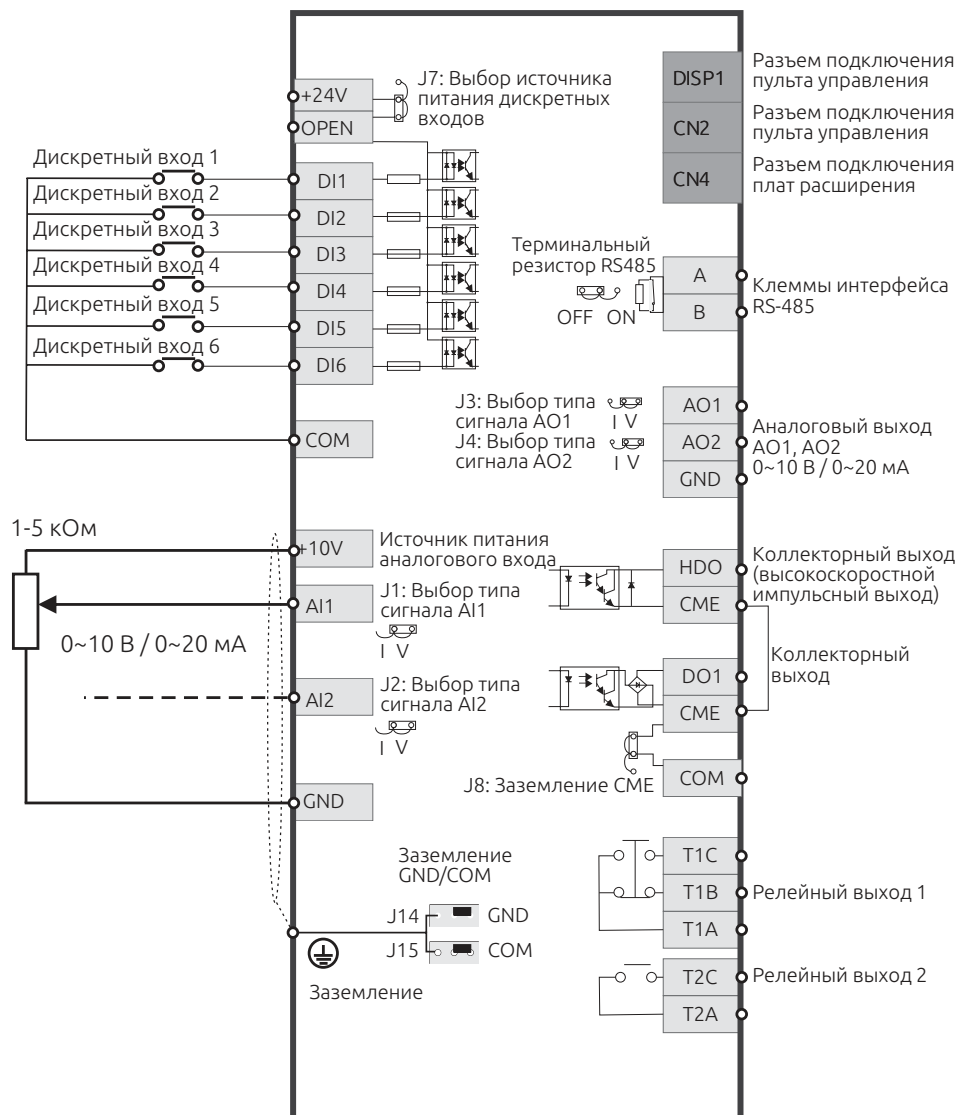 +24V
OPEN
J7: Выбор источника
питания дискретных
входов
Дискретный вход 1
DI1
Дискретный вход 2
DI2
Дискретный вход 3
DI3
Дискретный вход 4
DI4
Дискретный вход 5
DI5
Дискретный вход 6
DI6
COM
1-5 кОм
+10V
Источник питания
аналогового входа
AI1
J1: Выбор типа
сигнала AI1
I V
0~10 В / 0~20 мА
AI2
J2: Выбор типа
сигнала AI2
I V
GND
Заземление
GND/COM
J14
GND
J15
COM
Заземление
DISP1
Разъем подключения
пульта управления
CN2
Разъем подключения
пульта управления
CN4
Разъем подключения
плат расширения
Терминальный
резистор RS485
OFF ON
A
B
Клеммы интерфейса
RS-485
J3: Выбор типа
сигнала AO1
I V
J4: Выбор типа
сигнала AO2
I V
AO1
AO2
GND
Аналоговый выход
AO1, AO2
0~10 В / 0~20 мА
HDO
CME
Коллекторный выход
(высокоскоростной
импульсный выход)
DO1
CME
Коллекторный
выход
J8: Заземление CME
COM
T1C
T1B
T1A
Релейный выход 1
T2C
T2A
Релейный выход 2